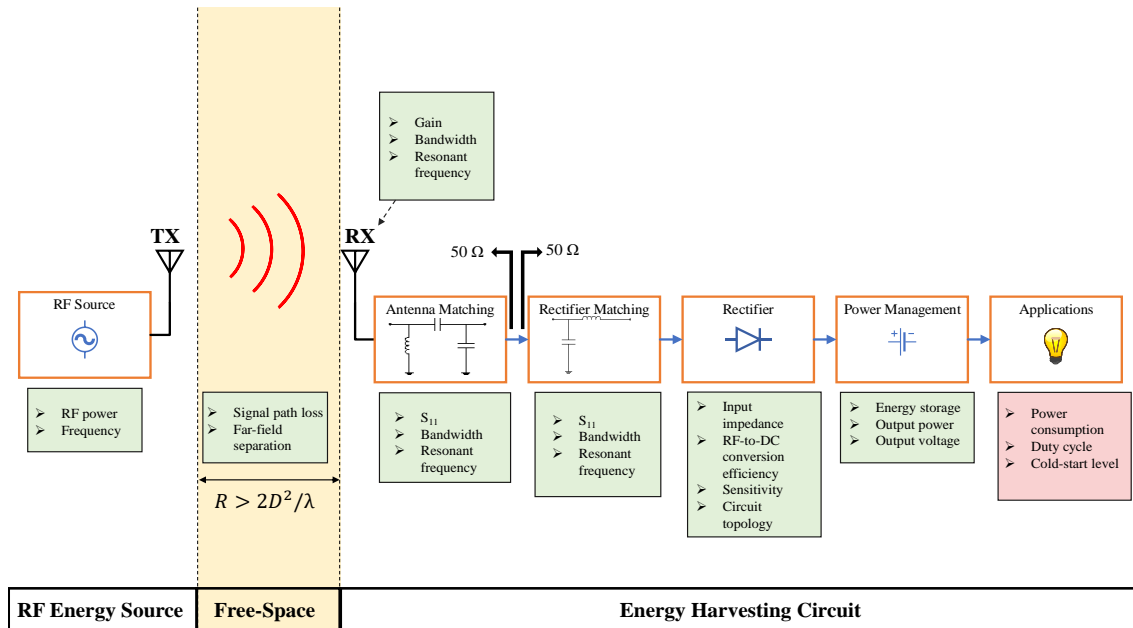 ➢ Gain
➢ Bandwidth
➢ Resonant
frequency
TX
RX
50 Ω
50 Ω
RF Source
Antenna Matching
Rectifier Matching
Rectifier
Power Management
Applications
➢ RF power
➢ Frequency
➢ Signal path loss
➢ Far-field
separation
➢ S₁₁
➢ Bandwidth
➢ Resonant
frequency
➢ S₁₁
➢ Bandwidth
➢ Resonant
frequency
➢ Input
impedance
➢ RF-to-DC
conversion
efficiency
➢ Sensitivity
➢ Circuit
topology
➢ Energy storage
➢ Output power
➢ Output voltage
➢ Power
consumption
➢ Duty cycle
➢ Cold-start level
R > 2D²/λ
RF Energy Source
Free-Space
Energy Harvesting Circuit